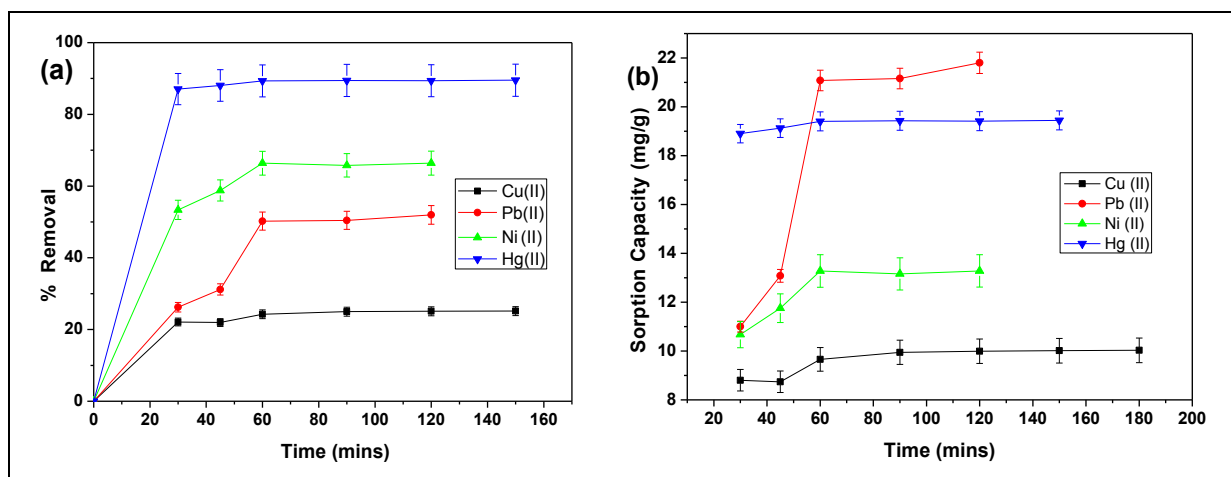 (a)
% Removal
100
80
60
40
20
0
Cu(II)
Pb(II)
Ni (II)
Hg(II)
0 20 40 60 80 100 120 140 160
Time (mins)
(b)
Sorption Capacity (mg/g)
22
20
18
16
14
12
10
8
Cu (II)
Pb (II)
Ni (II)
Hg (II)
20 40 60 80 100 120 140 160 180 200
Time (mins)